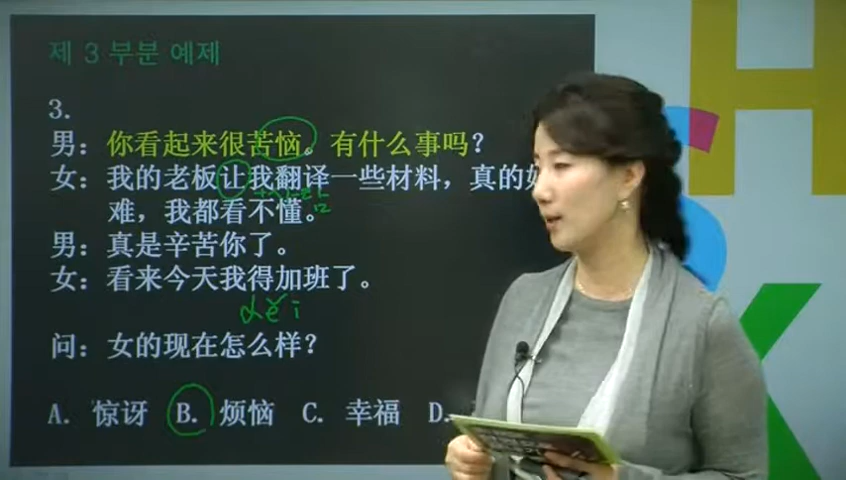 제 3 부분 예제
3.
男：你看起来很苦恼。有什么事吗？
女：我的老板让我翻译一些材料，真的好
难，我都看不懂。
男：真是辛苦你了。
女：看来今天我得加班了。
děi
问：女的现在怎么样？
A. 惊讶 B. 烦恼 C. 幸福 D.
H
S
K